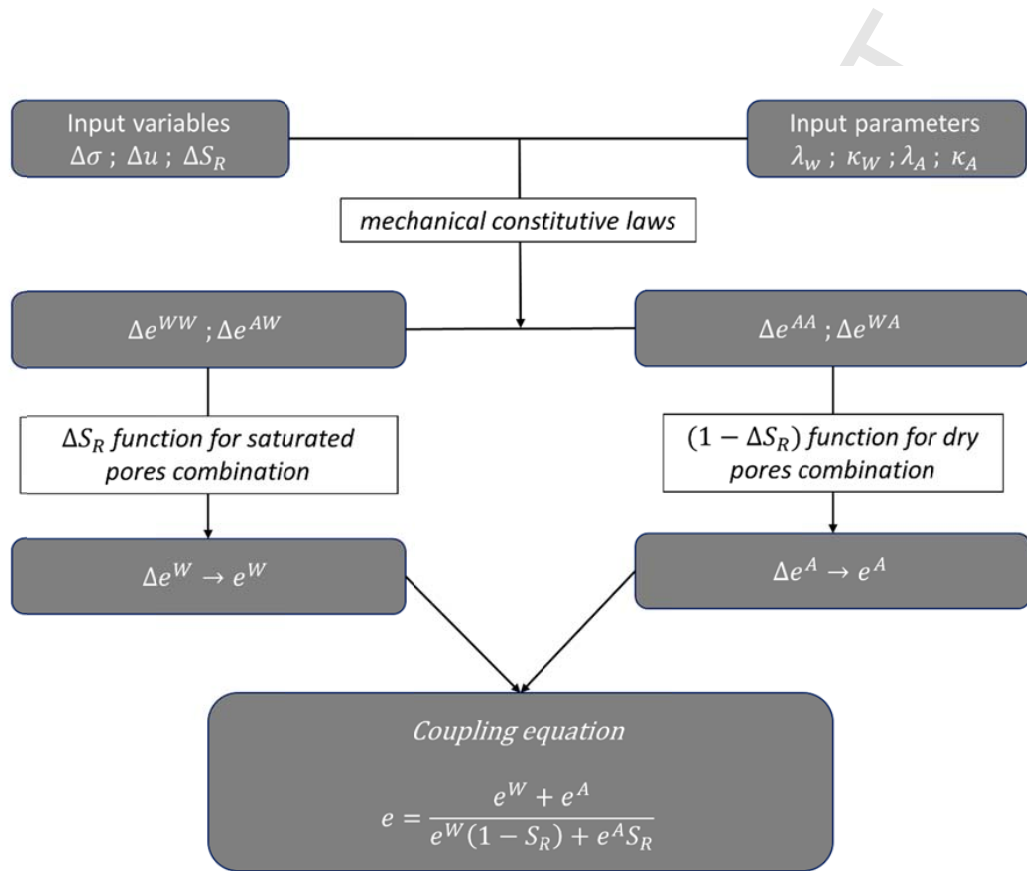 T
Input variables
Δσ ; Δu ; ΔS_R
Input parameters
λ_w ; κ_W ; λ_A ; κ_A
mechanical constitutive laws
Δe^{WW} ; Δe^{AW}
Δe^{AA} ; Δe^{WA}
ΔS_R function for saturated
pores combination
(1 − ΔS_R) function for dry
pores combination
Δe^W → e^W
Δe^A → e^A
Coupling equation
e = \frac{e^W + e^A}{e^W(1 − S_R) + e^A S_R}